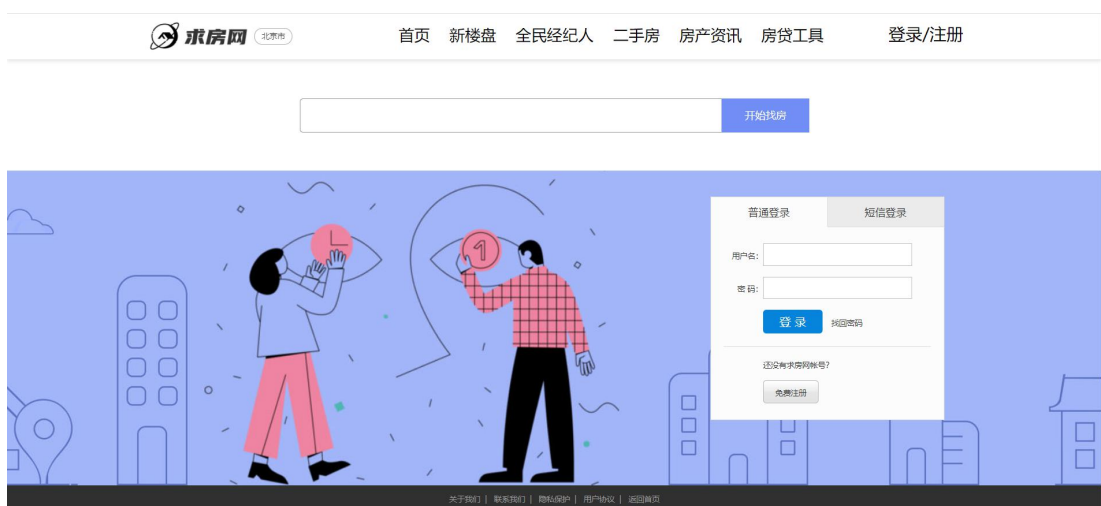 求房网 北京市 首页 新楼盘 全民经纪人 二手房 房产资讯 房贷工具 登录/注册
开始找房
1
普通登录 短信登录
用户名:
密 码:
登 录 找回密码
还没有求房网帐号?
免费注册
关于我们 | 联系我们 | 隐私保护 | 用户协议 | 返回首页